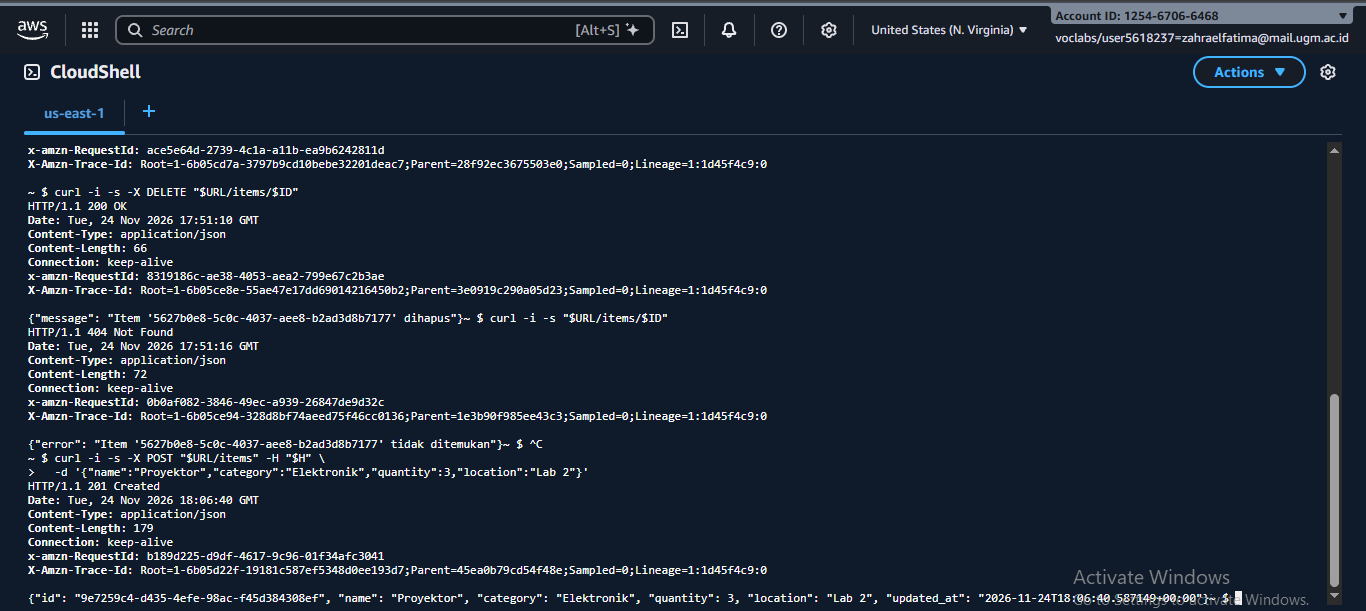 aws
Search [Alt+S]
United States (N. Virginia) ▼
Account ID: 1254-6706-6468
voclabs/user5618237=zahraelfatima@mail.ugm.ac.id
CloudShell
Actions ▼
us-east-1 +
x-amzn-RequestId: ace5e64d-2739-4c1a-a11b-ea9b6242811d
X-Amzn-Trace-Id: Root=1-6b05cd7a-3797b9cd10bebe32201deac7;Parent=28f92ec3675503e0;Sampled=0;Lineage=1:1d45f4c9:0
~ $ curl -i -s -X DELETE "$URL/items/$ID"
HTTP/1.1 200 OK
Date: Tue, 24 Nov 2026 17:51:10 GMT
Content-Type: application/json
Content-Length: 66
Connection: keep-alive
x-amzn-RequestId: 8319186c-ae38-4053-aea2-799e67c2b3ae
X-Amzn-Trace-Id: Root=1-6b05ce8e-55ae47e17dd69014216450b2;Parent=3e0919c290a05d23;Sampled=0;Lineage=1:1d45f4c9:0
{"message": "Item '5627b0e8-5c0c-4037-aee8-b2ad3d8b7177' dihapus"}~ $ curl -i -s "$URL/items/$ID"
HTTP/1.1 404 Not Found
Date: Tue, 24 Nov 2026 17:51:16 GMT
Content-Type: application/json
Content-Length: 72
Connection: keep-alive
x-amzn-RequestId: 0b0af082-3846-49ec-a939-26847de9d32c
X-Amzn-Trace-Id: Root=1-6b05ce94-328d8bf74aeed75f46cc0136;Parent=1e3b90f985ee43c3;Sampled=0;Lineage=1:1d45f4c9:0
{"error": "Item '5627b0e8-5c0c-4037-aee8-b2ad3d8b7177' tidak ditemukan"}~ $ ^C
~ $ curl -i -s -X POST "$URL/items" -H "$H" \
> -d '{"name":"Proyektor","category":"Elektronik","quantity":3,"location":"Lab 2"}'
HTTP/1.1 201 Created
Date: Tue, 24 Nov 2026 18:06:40 GMT
Content-Type: application/json
Content-Length: 179
Connection: keep-alive
x-amzn-RequestId: b189d225-d9df-4617-9c96-01f34afc3041
X-Amzn-Trace-Id: Root=1-6b05d22f-19181c587ef5348d0ee193d7;Parent=45ea0b79cd54f48e;Sampled=0;Lineage=1:1d45f4c9:0
{"id": "9e7259c4-d435-4efe-98ac-f45d384308ef", "name": "Proyektor", "category": "Elektronik", "quantity": 3, "location": "Lab 2", "updated_at": "2026-11-24T18:06:40.587149+00:00"}~ $
Activate Windows
Go to Settings to activate Windows.